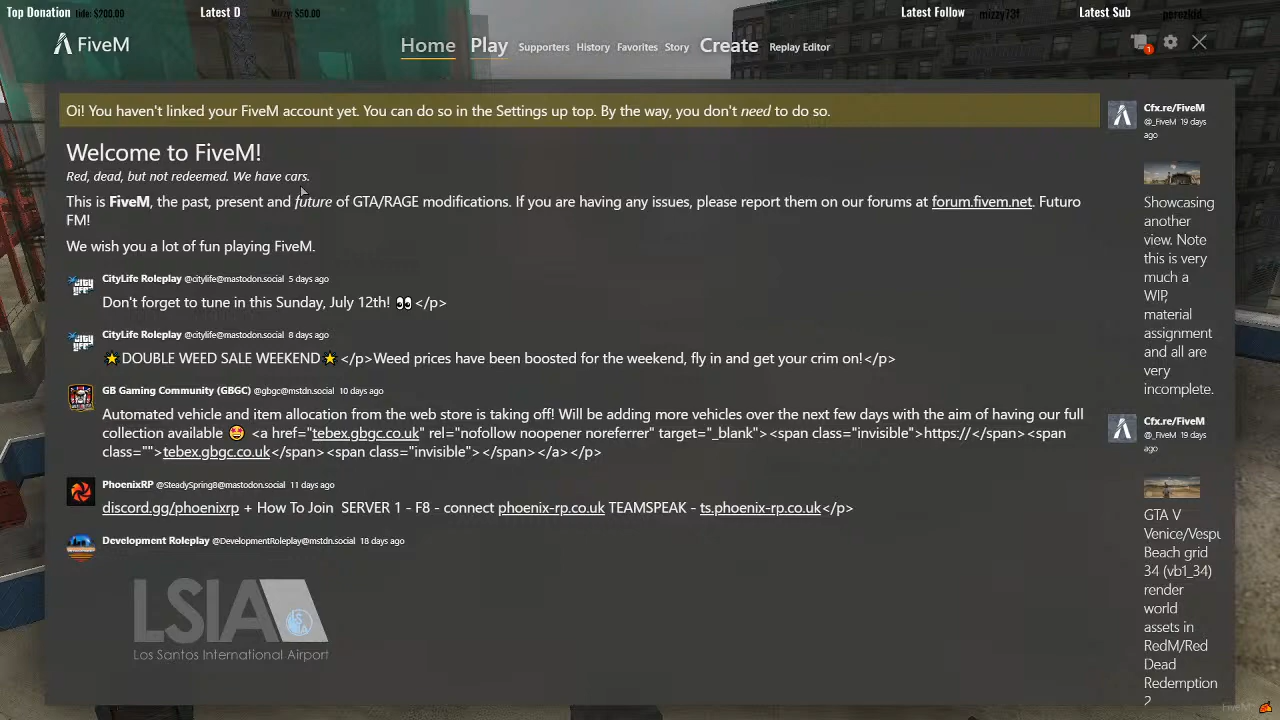 Top Donation
tide: $200.00
Latest D
Mizzy: $50.00
Latest Follow
mizzy73f
Latest Sub
FiveM
Home Play Supporters History Favorites Story Create Replay Editor
1
Oi! You haven't linked your FiveM account yet. You can do so in the Settings up top. By the way, you don't need to do so.
Welcome to FiveM!
Red, dead, but not redeemed. We have cars.
This is FiveM, the past, present and future of GTA/RAGE modifications. If you are having any issues, please report them on our forums at forum.fivem.net. Futuro
FM!
We wish you a lot of fun playing FiveM.
CityLife Roleplay @citylife@mastodon.social 5 days ago
Don't forget to tune in this Sunday, July 12th! 👀</p>
CityLife Roleplay @citylife@mastodon.social 8 days ago
🌟DOUBLE WEED SALE WEEKEND🌟</p>Weed prices have been boosted for the weekend, fly in and get your crim on!</p>
GB Gaming Community (GBGC) @gbgc@mstdn.social 10 days ago
Automated vehicle and item allocation from the web store is taking off! Will be adding more vehicles over the next few days with the aim of having our full
collection available 🤩 <a href="tebex.gbgc.co.uk" rel="nofollow noopener noreferrer" target="_blank"><span class="invisible">https://</span><span
class="">tebex.gbgc.co.uk</span><span class="invisible"></span></a></p>
PhoenixRP @SteadySpring8@mastodon.social 11 days ago
discord.gg/phoenixrp + How To Join SERVER 1 - F8 - connect phoenix-rp.co.uk TEAMSPEAK - ts.phoenix-rp.co.uk</p>
Development Roleplay @DevelopmentRoleplay@mstdn.social 18 days ago
LSIA
Los Santos International Airport
Cfx.re/FiveM
@_FiveM 19 days
ago
Showcasing
another
view. Note
this is very
much a
WIP,
material
assignment
and all are
very
incomplete.
Cfx.re/FiveM
@_FiveM 19 days
ago
GTA V
Venice/Vespu
Beach grid
34 (vb1_34)
render
world
assets in
RedM/Red
Dead
Redemption
2
FiveM